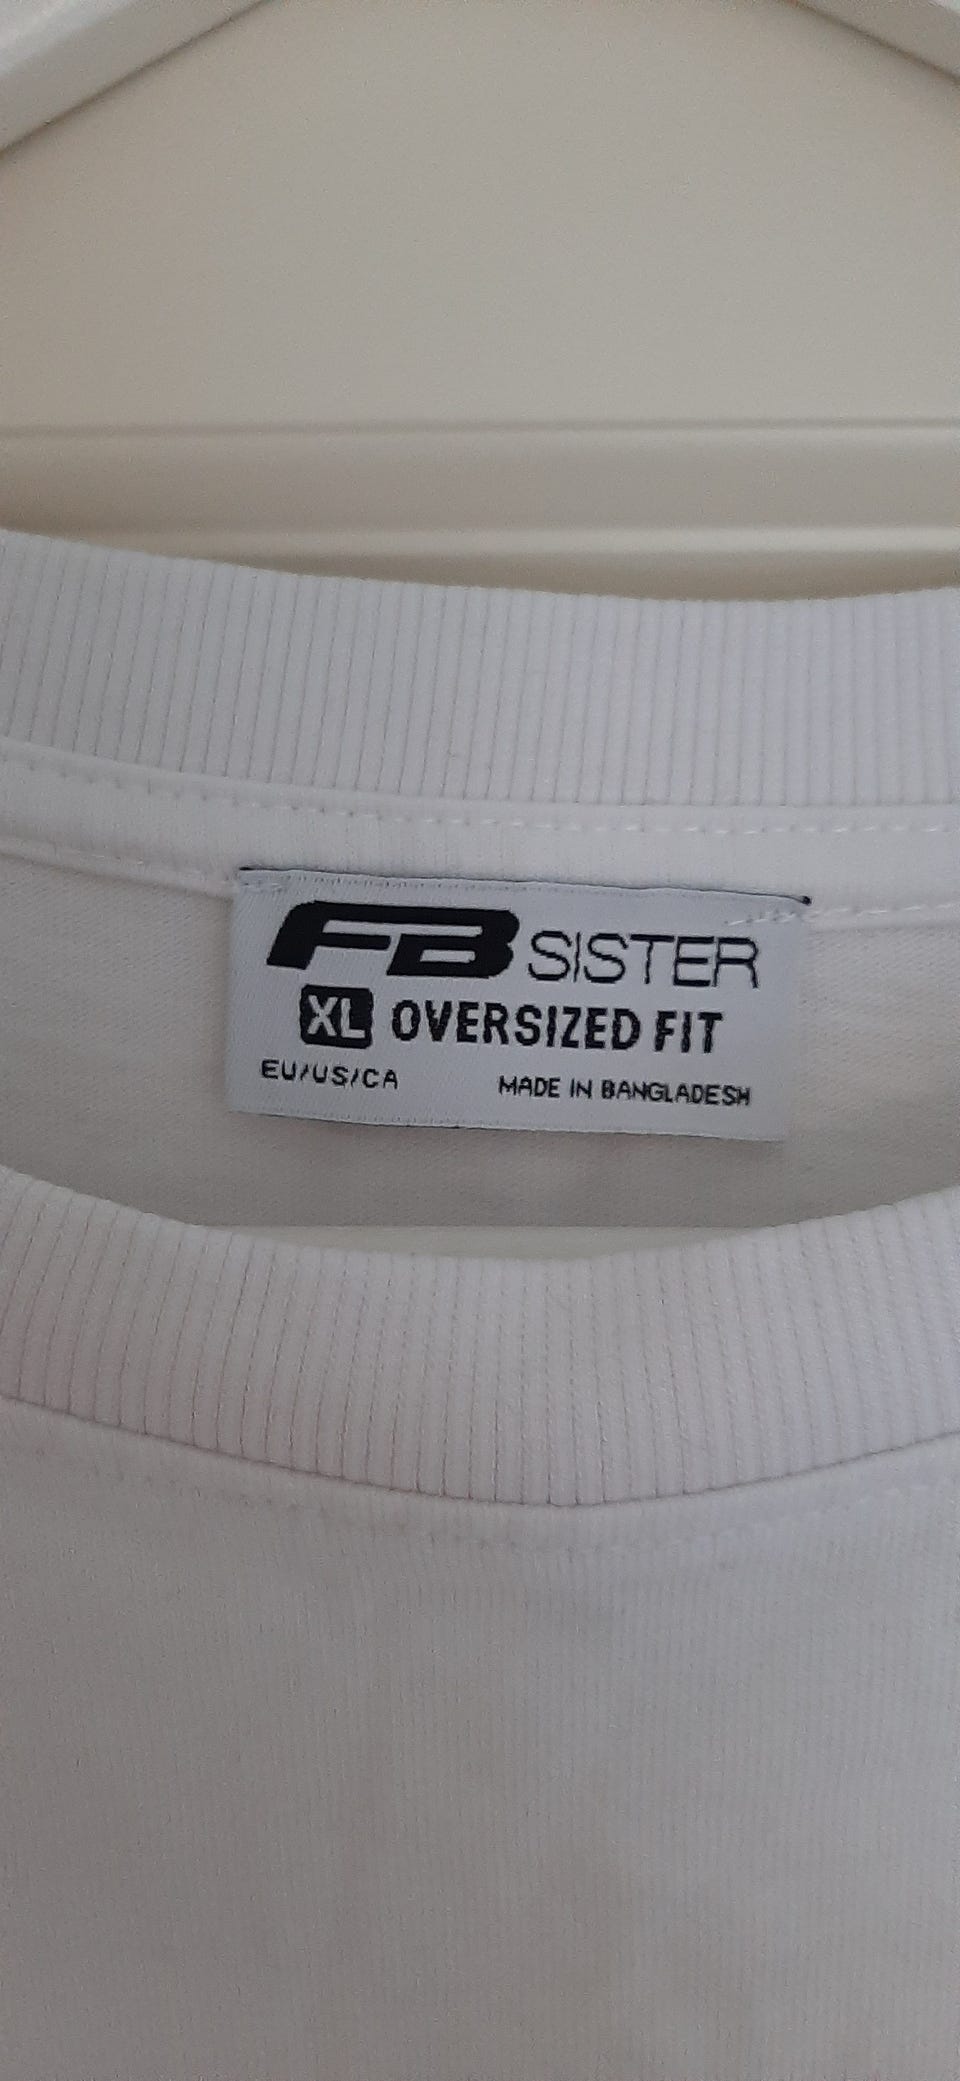 FB SISTER
XL OVERSIZED FIT
EU/US/CA MADE IN BANGLADESH